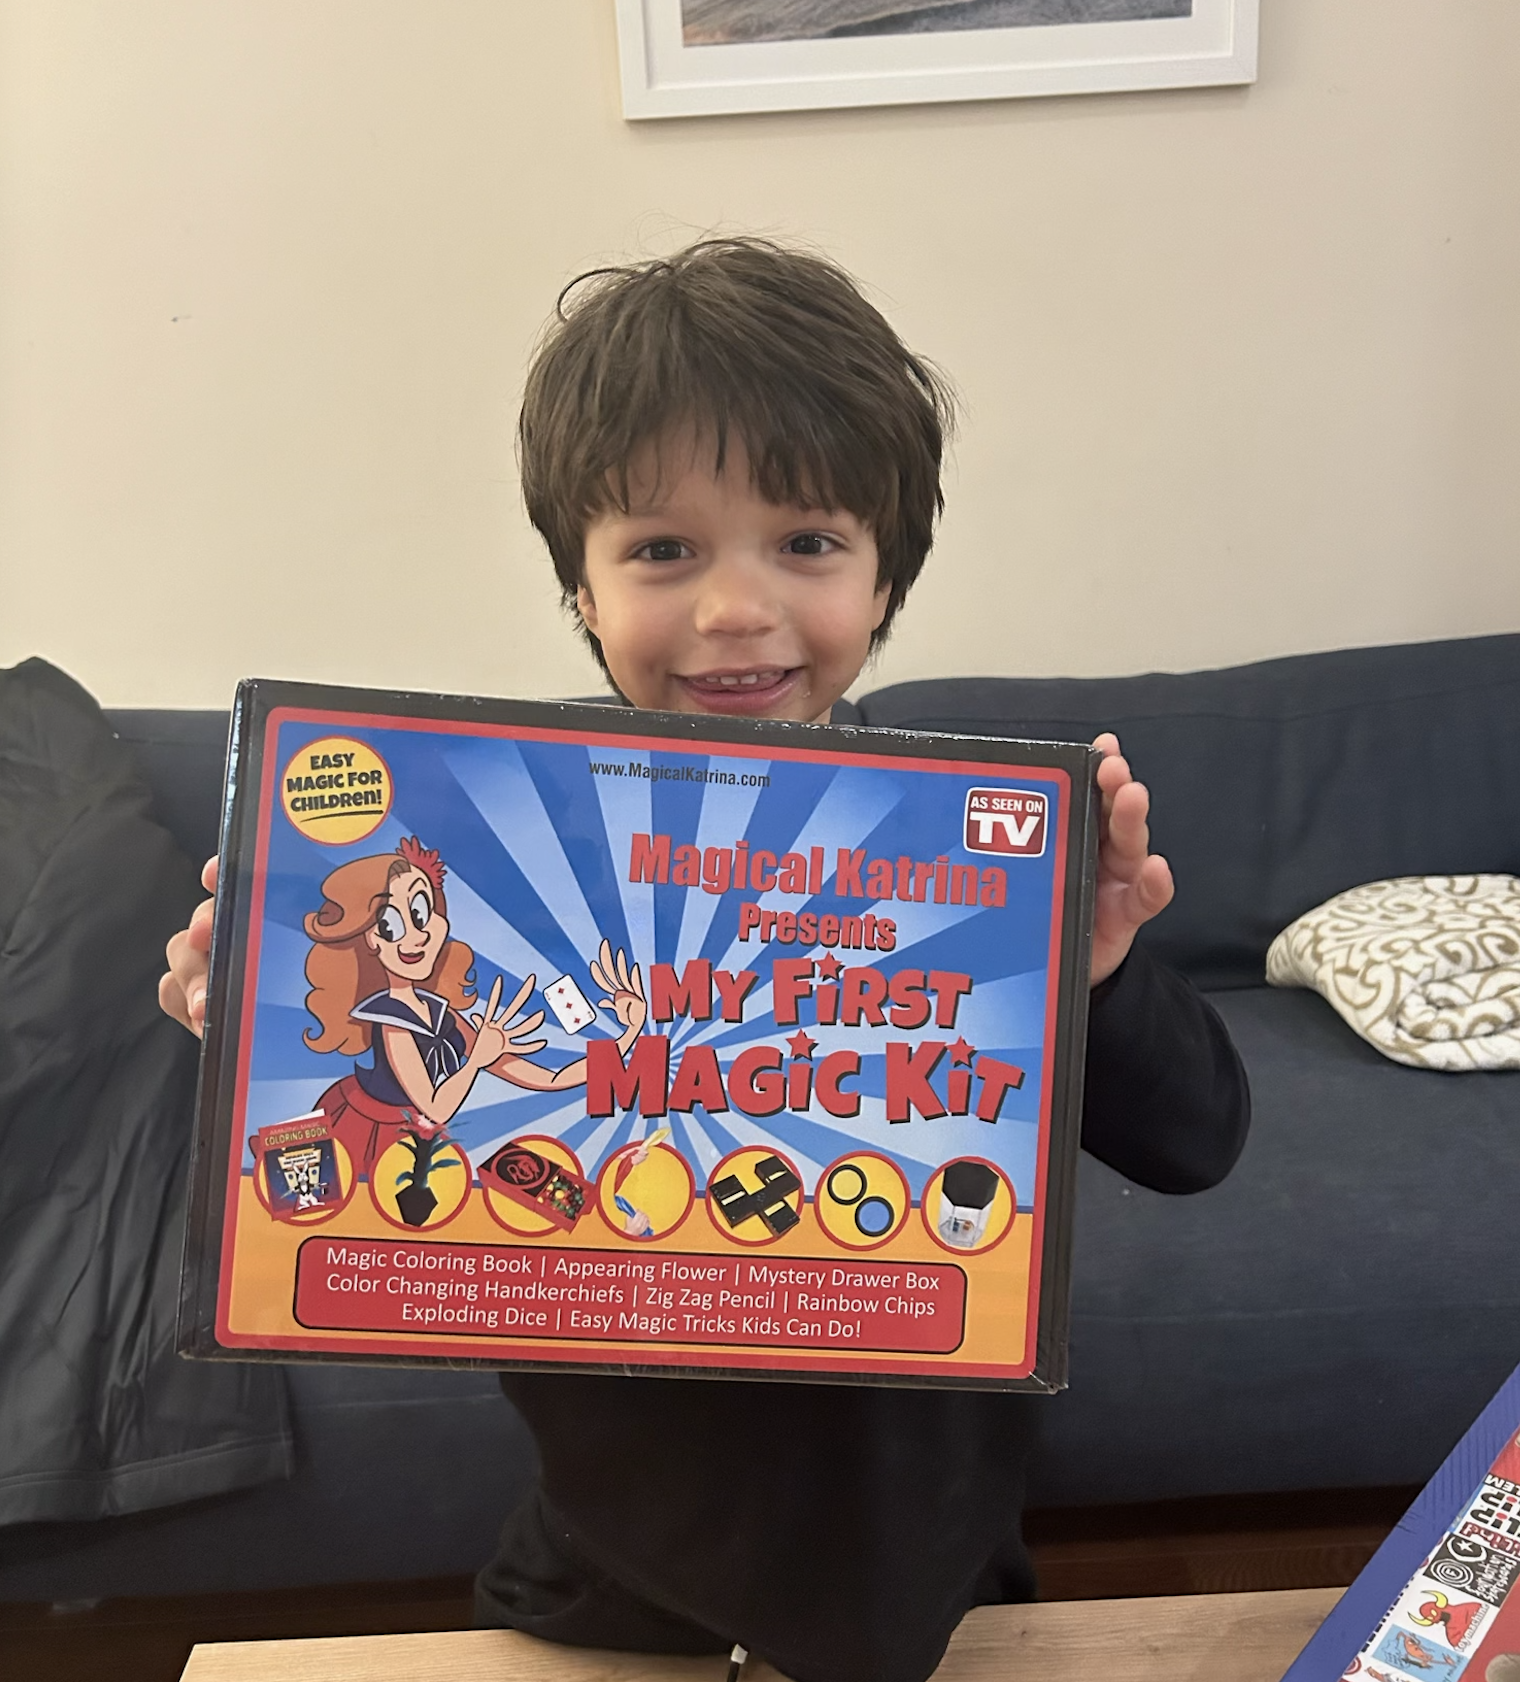 EASY
MAGIC FOR
CHILDREn!
www.MagicalKatrina.com
AS SEEN ON
TV
Magical Katrina
Presents
My FiRST
MAGiC KiT
AMAZING MAGIC
COLORING BOOK
Magic Coloring Book | Appearing Flower | Mystery Drawer Box
Color Changing Handkerchiefs | Zig Zag Pencil | Rainbow Chips
Exploding Dice | Easy Magic Tricks Kids Can Do!